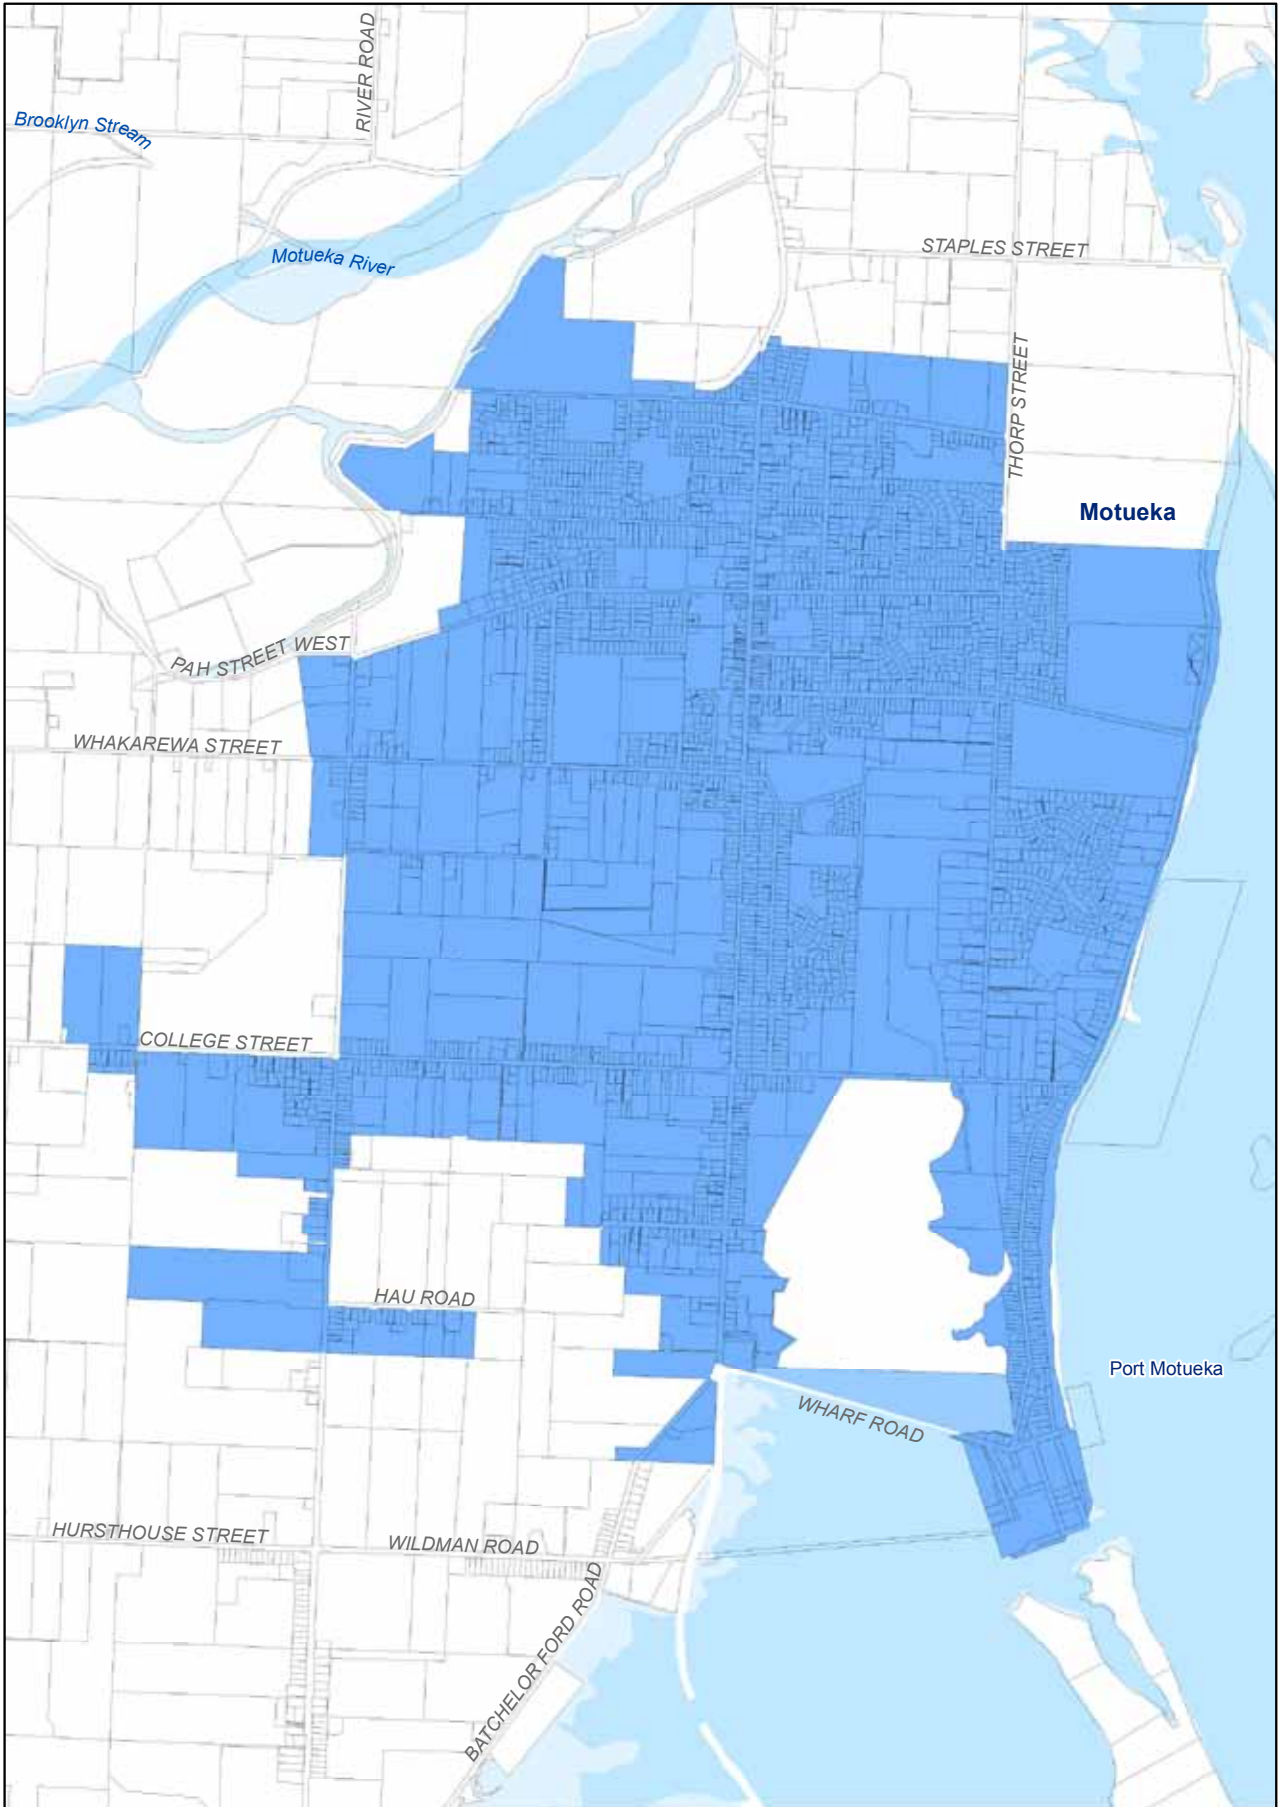 RIVER ROAD
Brooklyn Stream
Motueka River
STAPLES STREET
THORP STREET
Motueka
PAH STREET WEST
WHAKAREWA STREET
COLLEGE STREET
HAU ROAD
Port Motueka
WHARF ROAD
HURSTHOUSE STREET
WILDMAN ROAD
BATCHELOR FORD ROAD